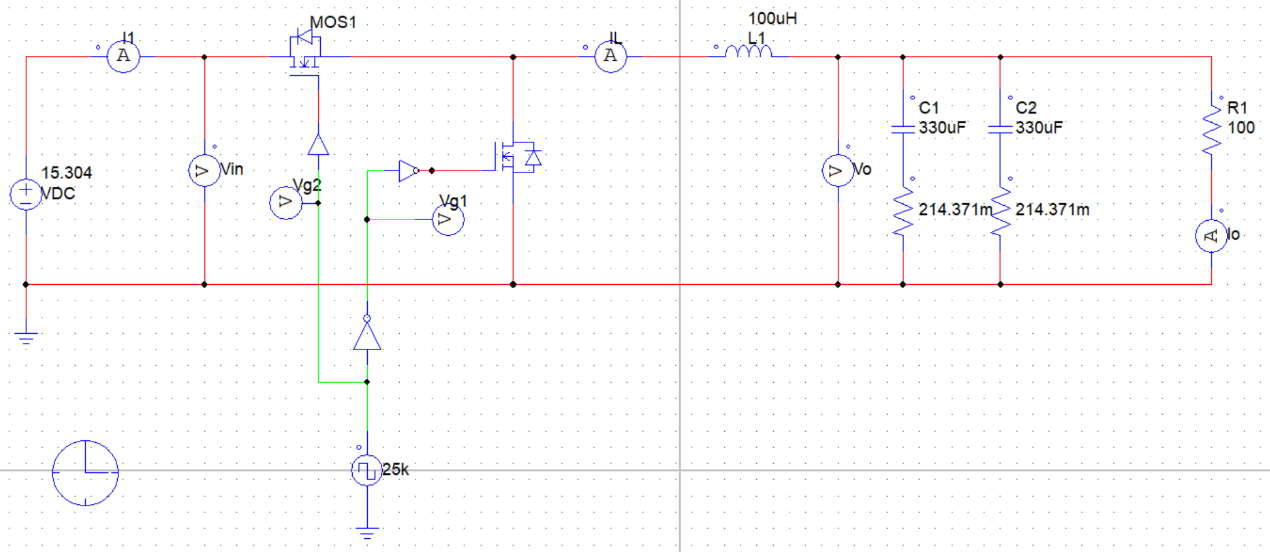 100uH
MOS1
I1
IL
L1
A
A
C1
330uF
C2
330uF
R1
100
15.304
VDC
V
Vin
Vg2
V
Vg1
V
V
Vo
214.371m
214.371m
A
Io
25k